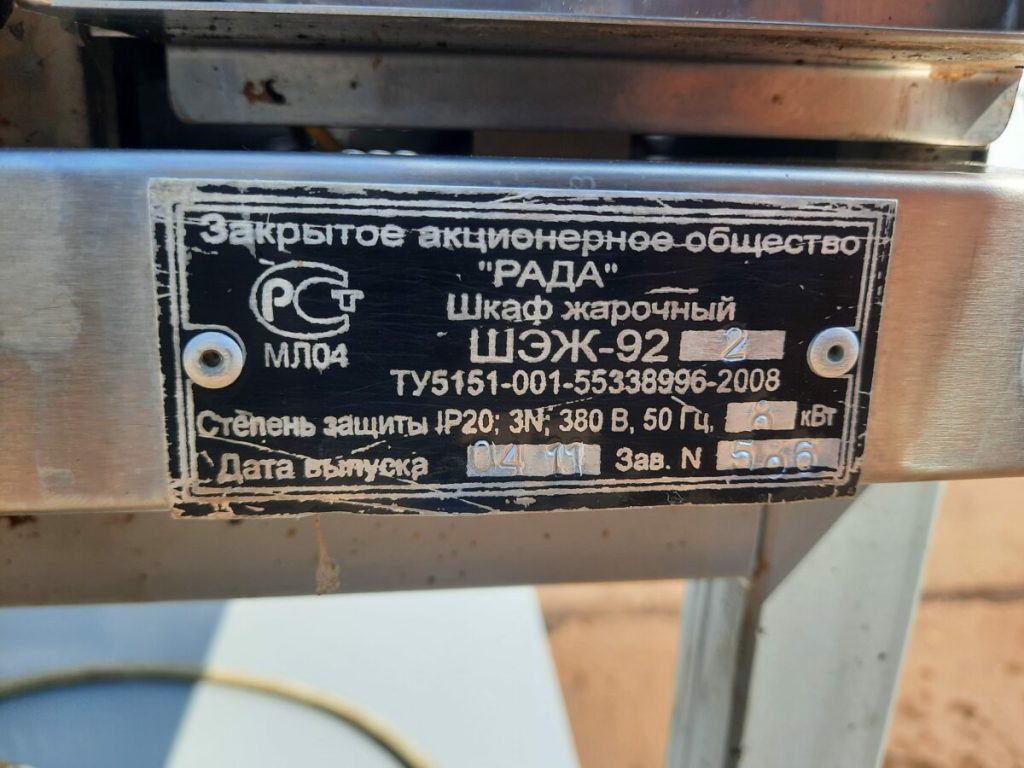 Закрытое акционерное общество
"РАДА"
Шкаф жарочный
РСТ
МЛ04
ШЭЖ-92 2
ТУ5151-001-55338996-2008
Степень защиты IP20; 3N; 380 В, 50 Гц, 8 кВт
Дата выпуска 04 11 Зав. N